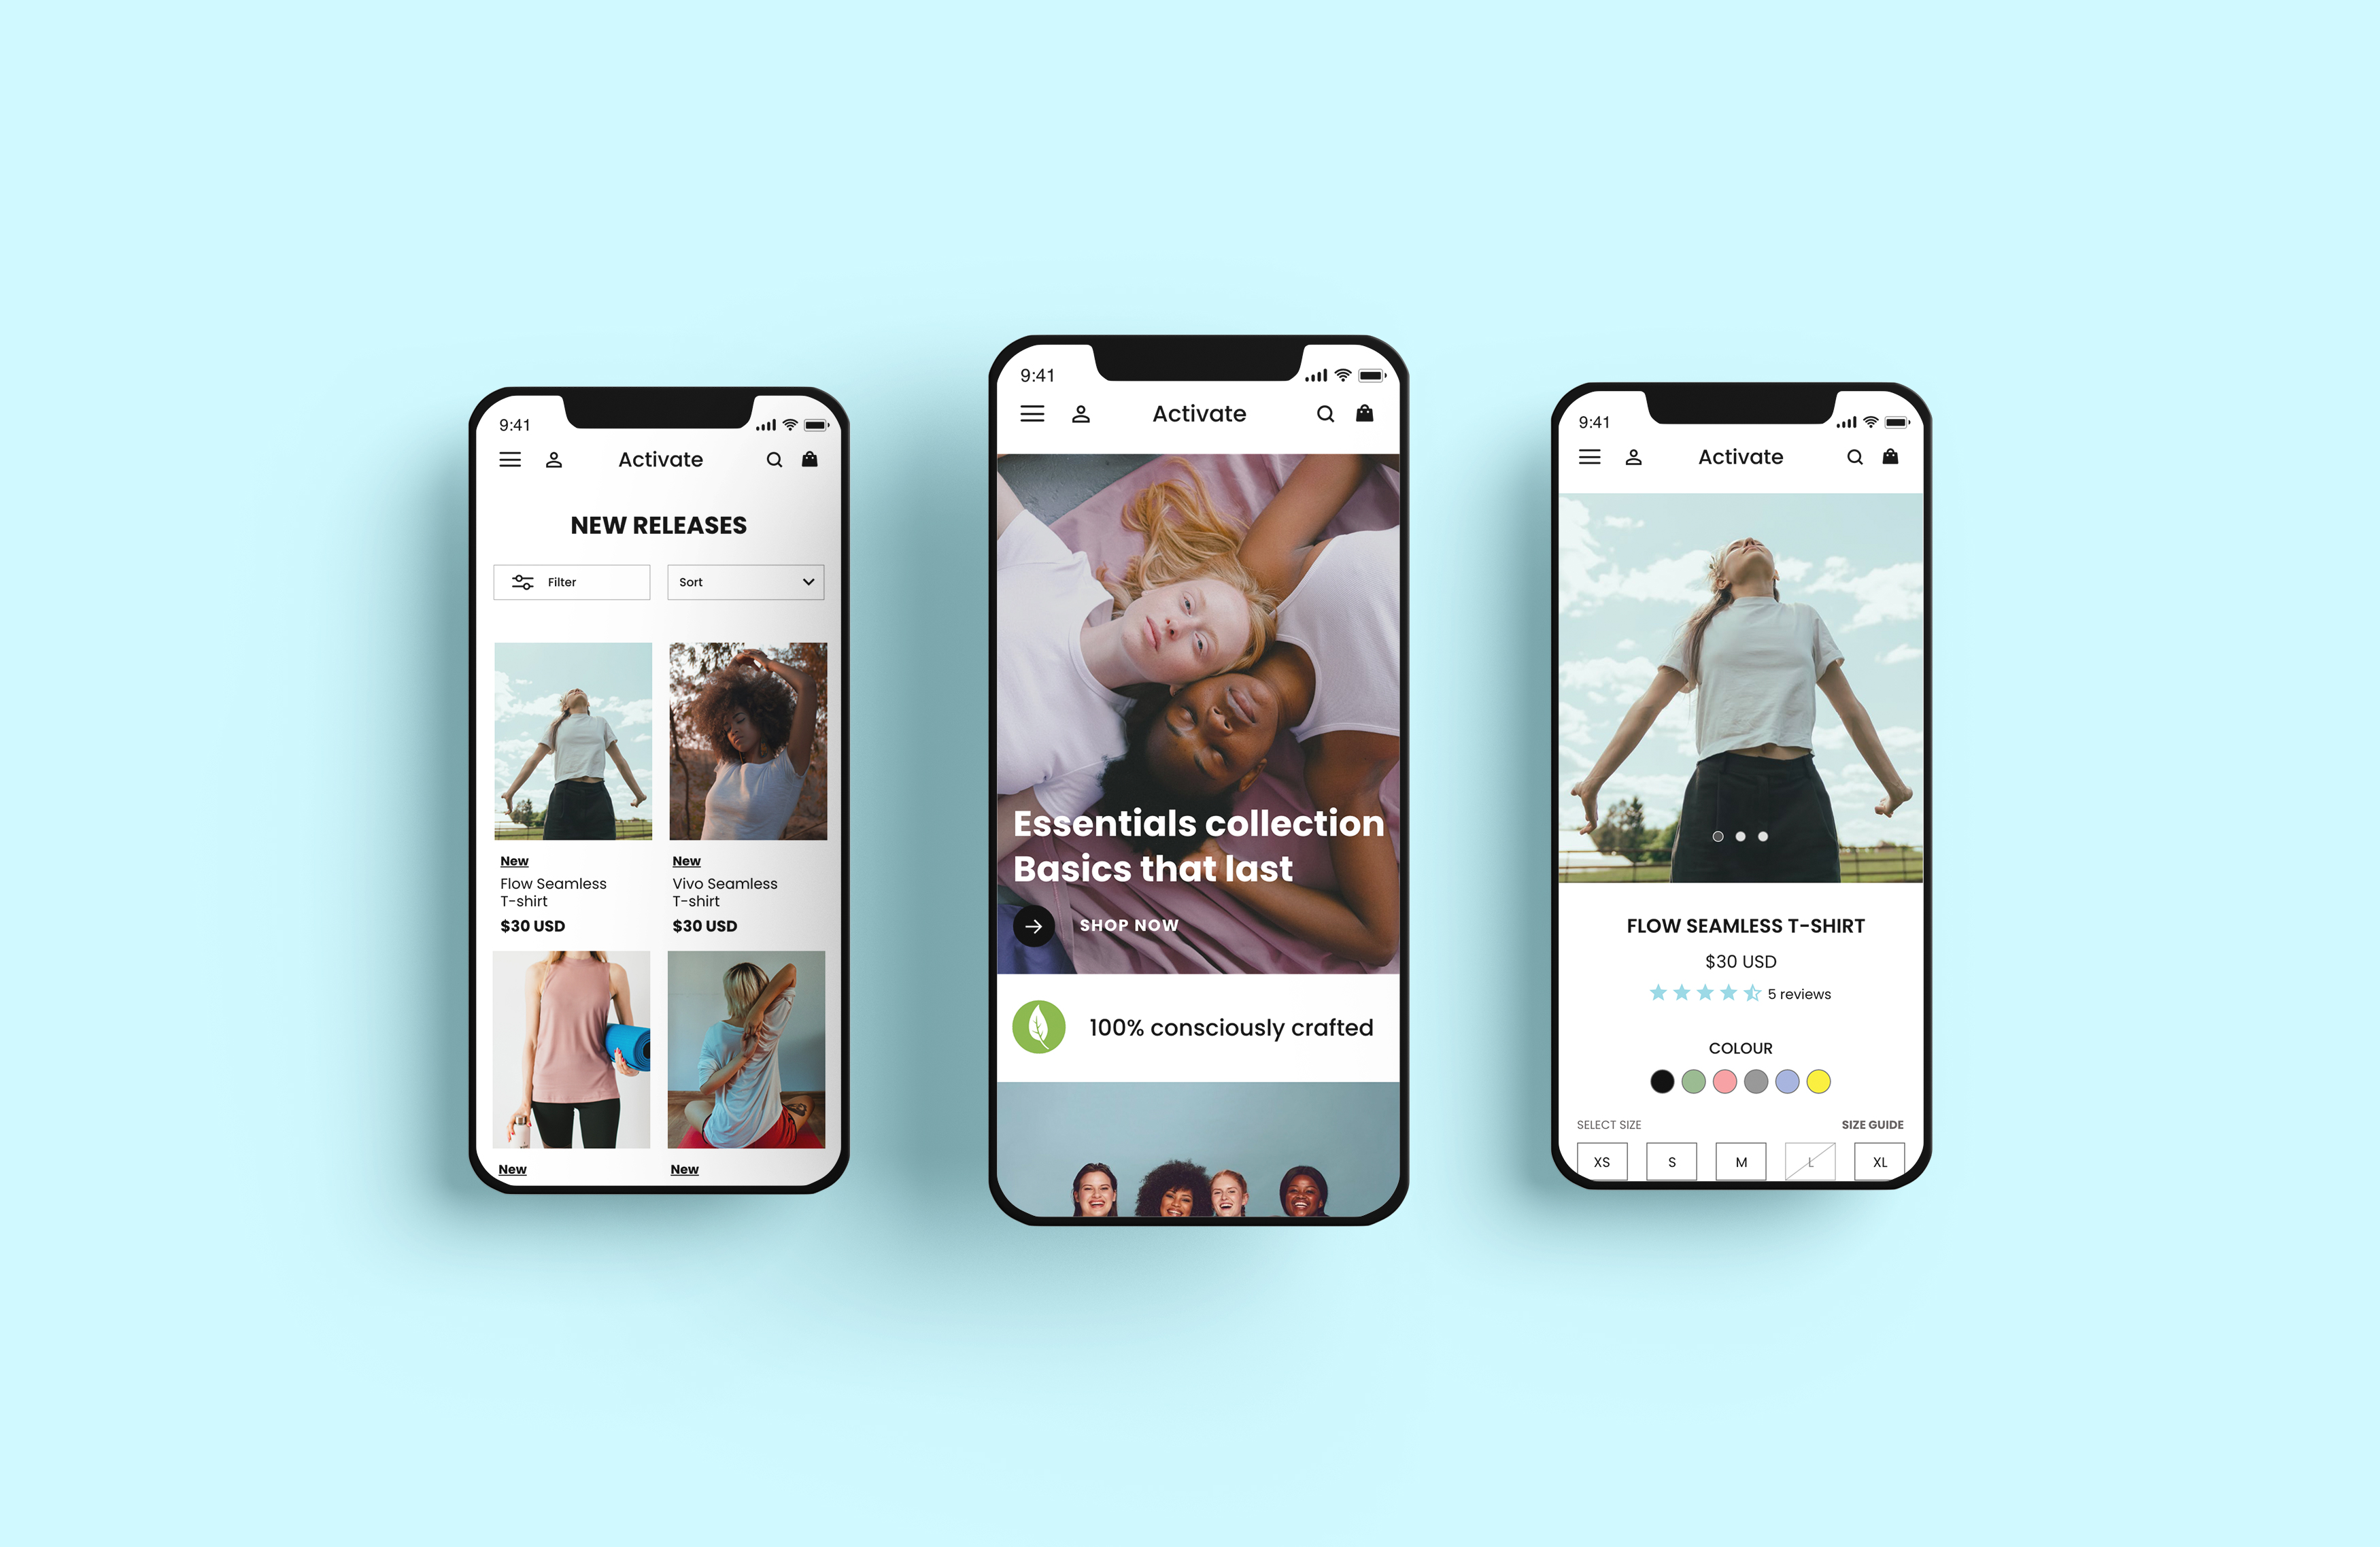 9:41
Activate
NEW RELEASES
Filter
Sort
New
Flow Seamless
T-shirt
$30 USD
New
Vivo Seamless
T-shirt
$30 USD
New
New
9:41
Activate
Essentials collection
Basics that last
SHOP NOW
100% consciously crafted
9:41
Activate
FLOW SEAMLESS T-SHIRT
$30 USD
5 reviews
COLOUR
SELECT SIZE
SIZE GUIDE
XS
S
M
L
XL